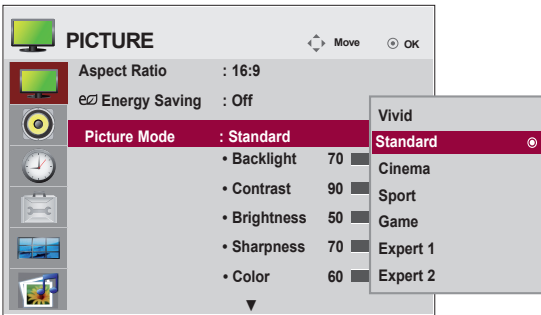 PICTURE
Move OK
Aspect Ratio : 16:9
Energy Saving : Off
Picture Mode : Standard
• Backlight 70
• Contrast 90
• Brightness 50
• Sharpness 70
• Color 60
▼
Vivid
Standard
Cinema
Sport
Game
Expert 1
Expert 2